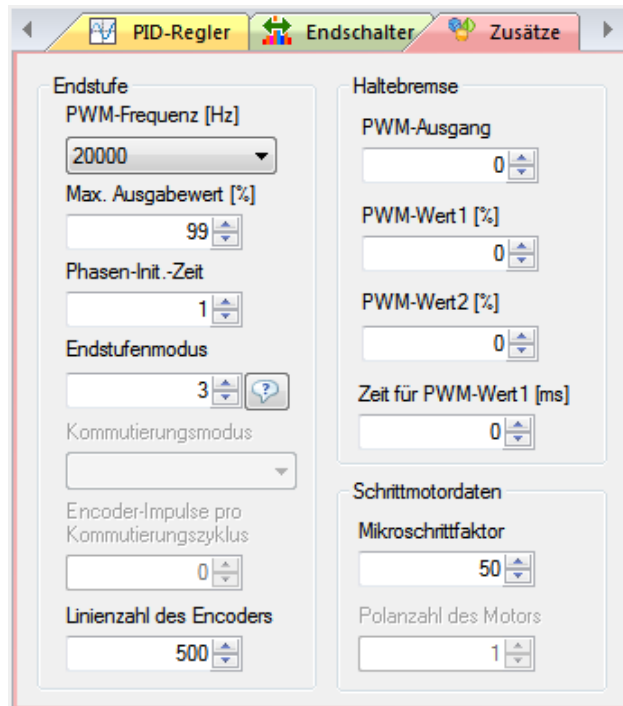 PID-Regler Endschalter Zusätze
Endstufe
PWM-Frequenz [Hz]
20000
Max. Ausgabewert [%]
99
Phasen-Init.-Zeit
1
Endstufenmodus
3
Kommutierungsmodus
Encoder-Impulse pro
Kommutierungszyklus
0
Linienzahl des Encoders
500
Haltebremse
PWM-Ausgang
0
PWM-Wert1 [%]
0
PWM-Wert2 [%]
0
Zeit für PWM-Wert1 [ms]
0
Schrittmotordaten
Mikroschrittfaktor
50
Polanzahl des Motors
1